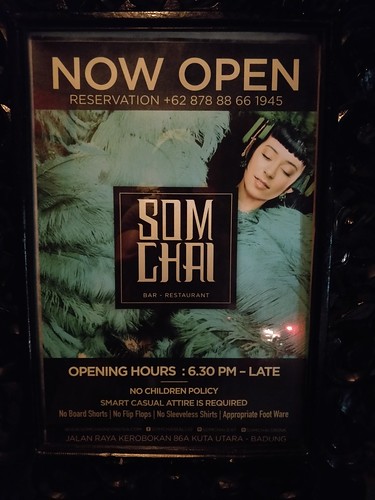 NOW OPEN
RESERVATION +62 878 88 66 1945
SOM
CHAI
BAR - RESTAURANT
OPENING HOURS : 6.30 PM – LATE
NO CHILDREN POLICY
SMART CASUAL ATTIRE IS REQUIRED
No Board Shorts | No Flip Flops | No Sleeveless Shirts | Appropriate Foot Ware
JALAN RAYA KEROBOKAN 86A KUTA UTARA - BADUNG